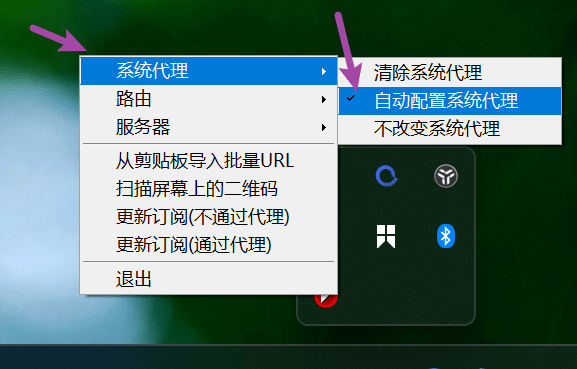 系统代理
路由
服务器
从剪贴板导入批量URL
扫描屏幕上的二维码
更新订阅(不通过代理)
更新订阅(通过代理)
退出
清除系统代理
自动配置系统代理
不改变系统代理